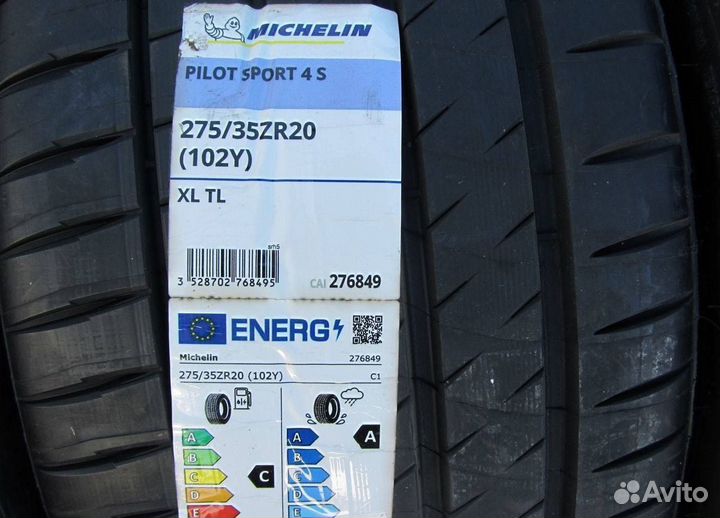 MICHELIN
PILOT SPORT 4 S
275/35ZR20
(102Y)
XL TL
sm5
3 528702 768495
CAI 276849
ENERG
Michelin 276849
275/35ZR20 (102Y) C1
A A A
B B
C C C
D D
E E
Avito